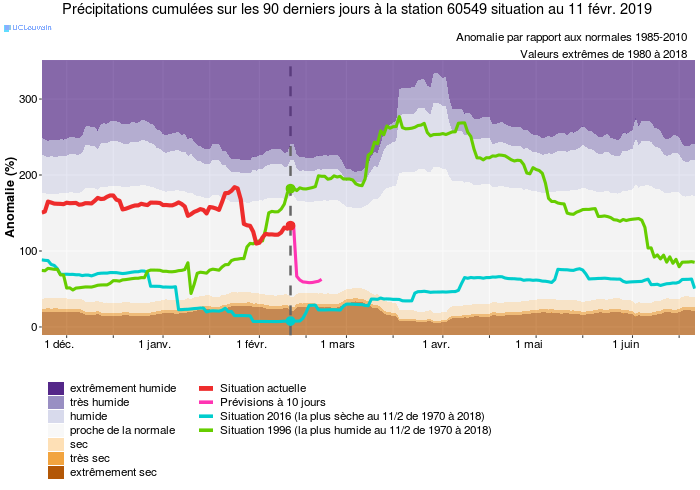 Précipitations cumulées sur les 90 derniers jours à la station 60549 situation au 11 févr. 2019
UCLouvain
Anomalie par rapport aux normales 1985-2010
Valeurs extrêmes de 1980 à 2018
Anomalie (%)
300
200
100
0
1 déc. 1 janv. 1 févr. 1 mars 1 avr. 1 mai 1 juin
extrêmement humide
très humide
humide
proche de la normale
sec
très sec
extrêmement sec
Situation actuelle
Prévisions à 10 jours
Situation 2016 (la plus sèche au 11/2 de 1970 à 2018)
Situation 1996 (la plus humide au 11/2 de 1970 à 2018)